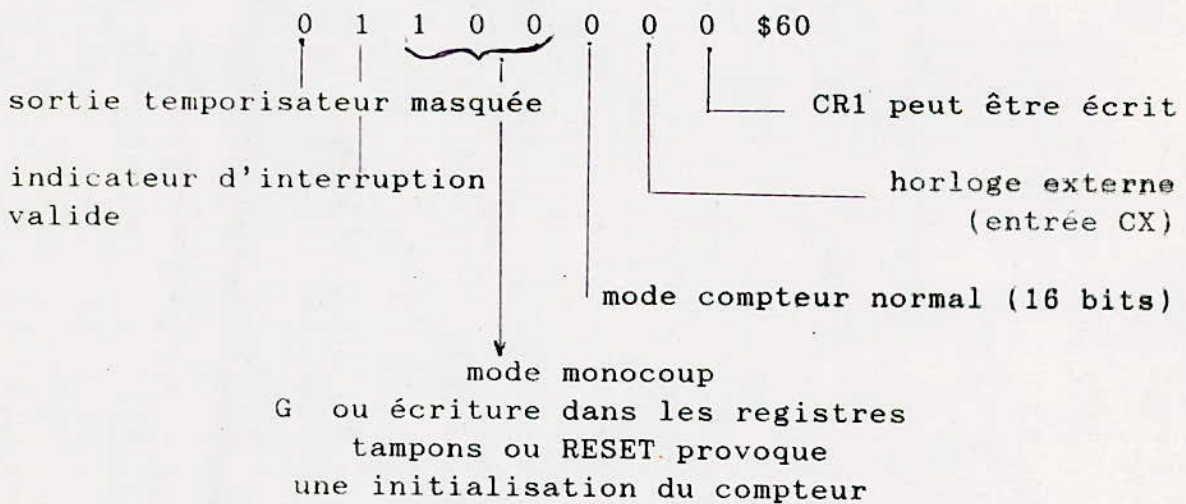 0 1 1 0 0 0 0 0 $60
sortie temporisateur masquée
CR1 peut être écrit
indicateur d'interruption
valide
horloge externe
(entrée CX)
mode compteur normal (16 bits)
mode monocoup
G ou écriture dans les registres
tampons ou RESET provoque
une initialisation du compteur